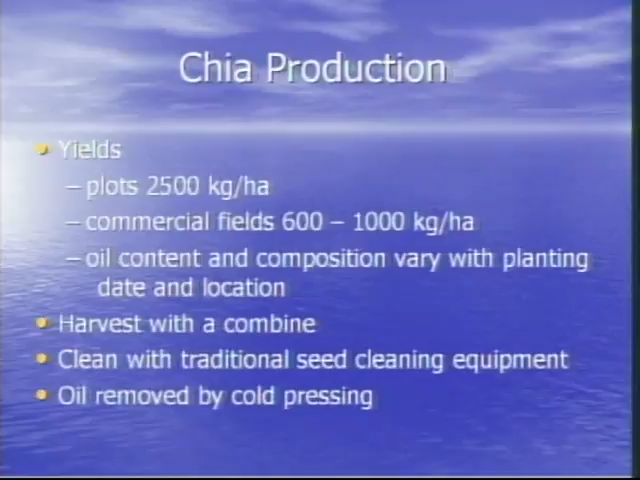 Chia Production
• Yields
– plots 2500 kg/ha
– commercial fields 600 – 1000 kg/ha
– oil content and composition vary with planting
date and location
• Harvest with a combine
• Clean with traditional seed cleaning equipment
• Oil removed by cold pressing